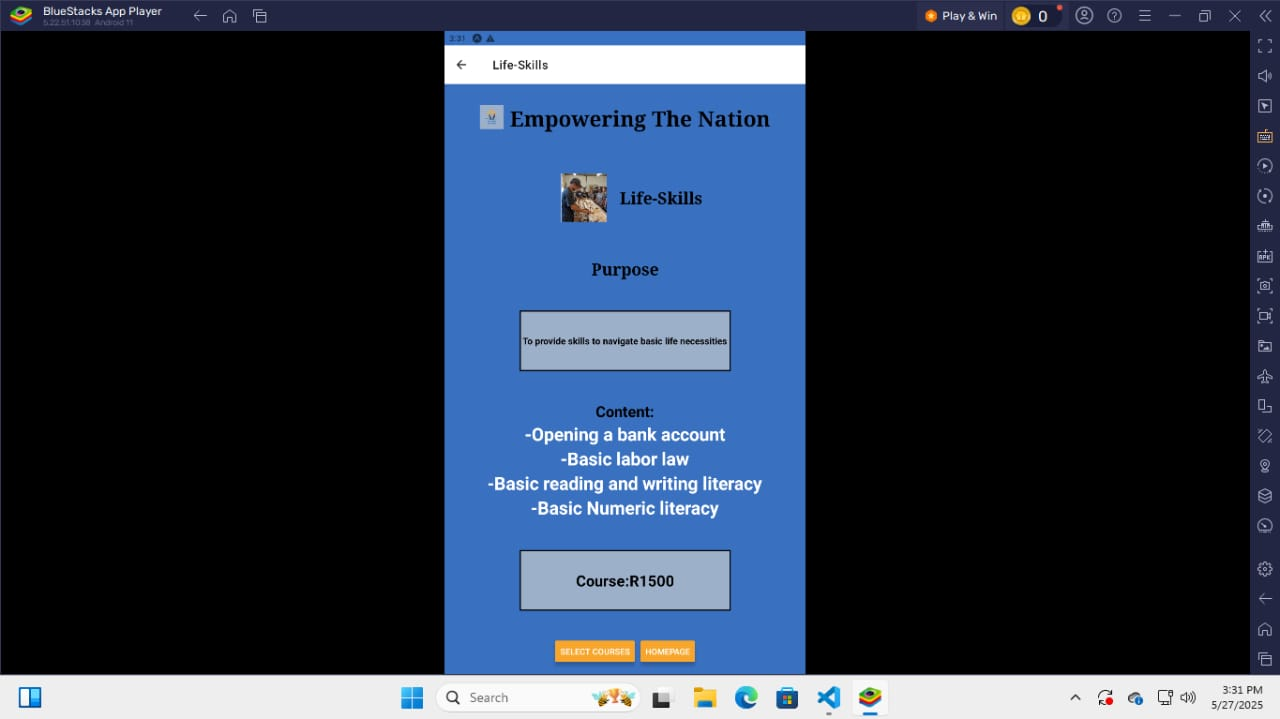 BlueStacks App Player
5.22.51.1038 Android 11
Play & Win
0
3:31
Life-Skills
Empowering The Nation
Life-Skills
Purpose
To provide skills to navigate basic life necessities
Content:
-Opening a bank account
-Basic labor law
-Basic reading and writing literacy
-Basic Numeric literacy
Course:R1500
SELECT COURSES
HOMEPAGE
Search
3:31 PM
5/27/2025